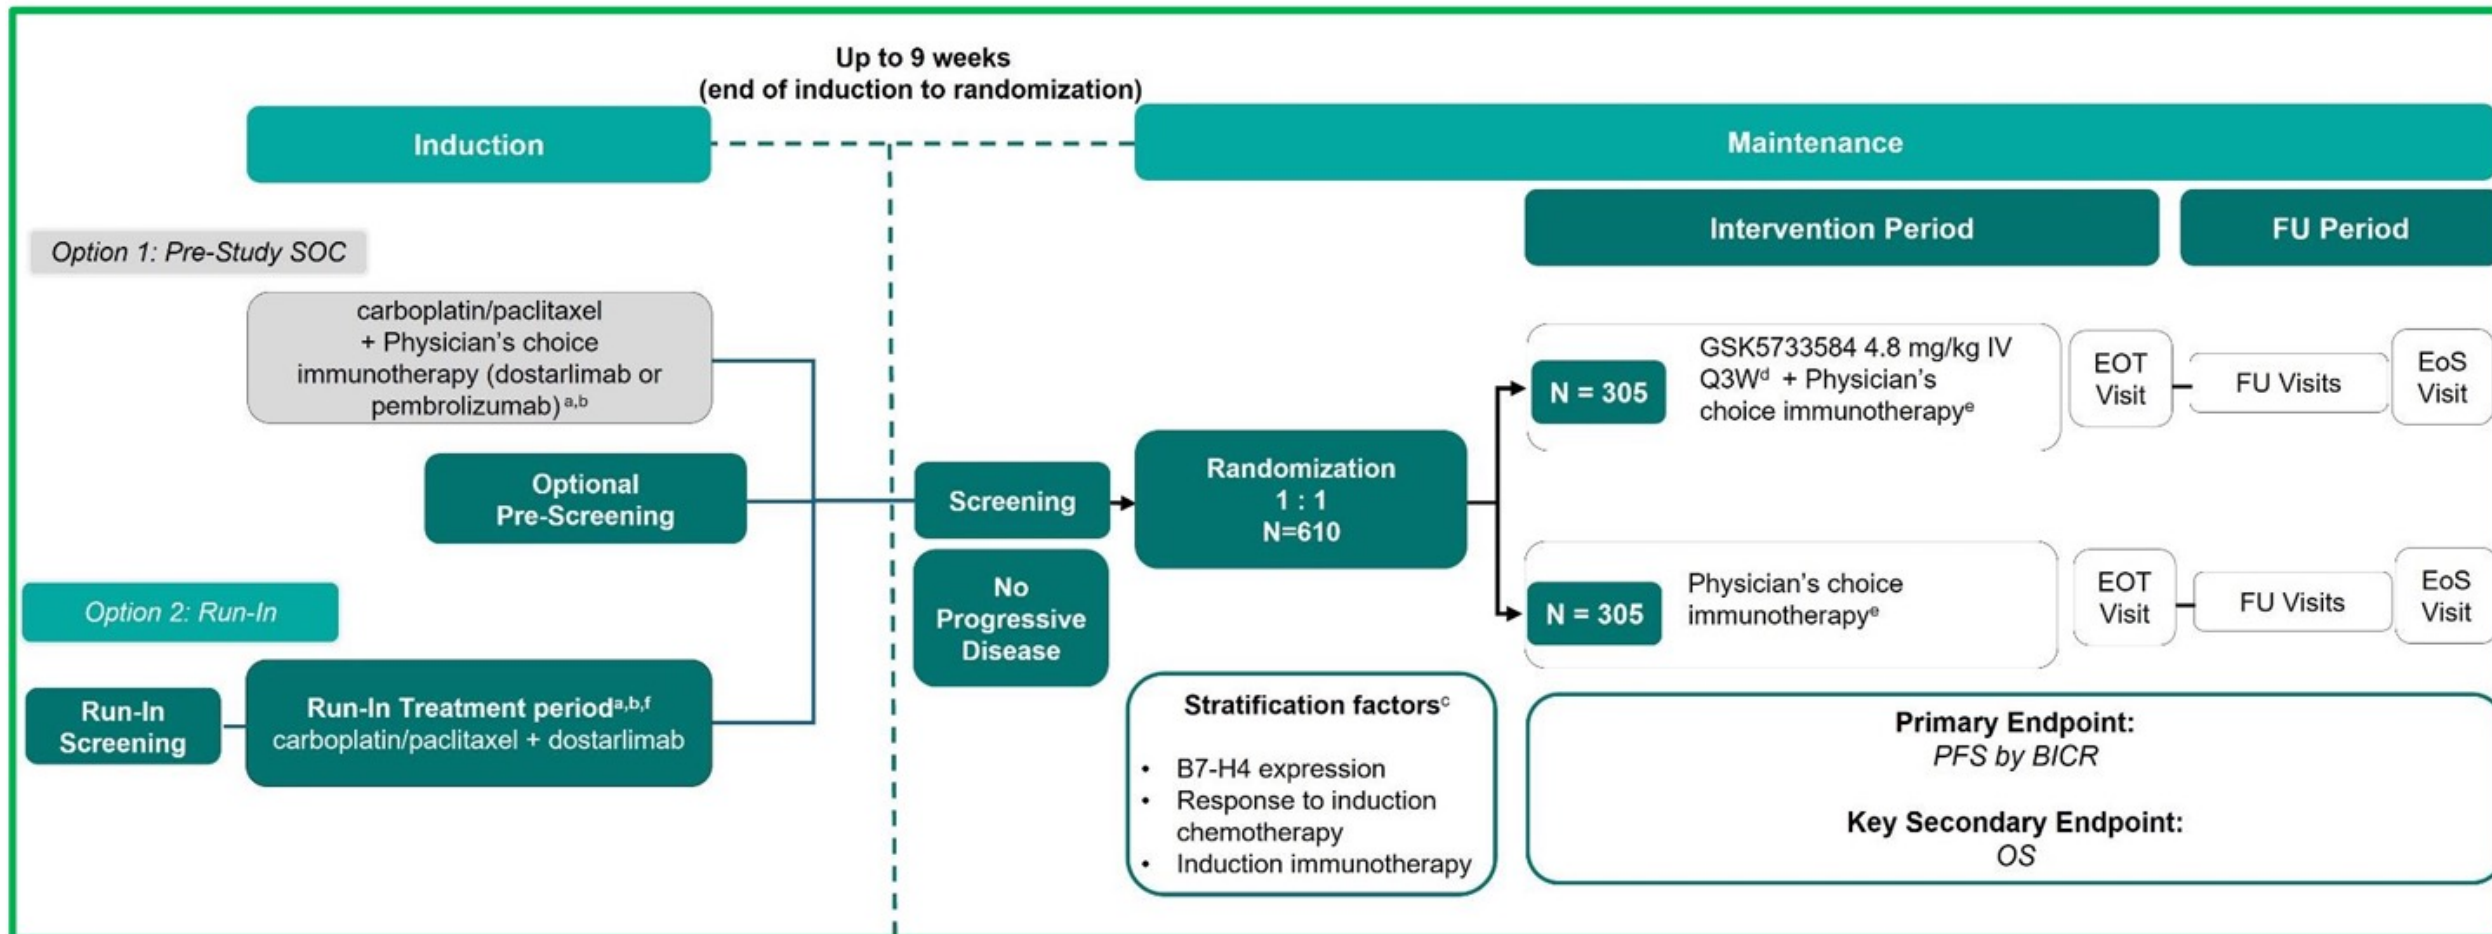 Up to 9 weeks
(end of induction to randomization)
Induction
Maintenance
Intervention Period
FU Period
Option 1: Pre-Study SOC
carboplatin/paclitaxel
+ Physician's choice
immunotherapy (dostarlimab or
pembrolizumab)a,b
Optional
Pre-Screening
Option 2: Run-In
Run-In
Screening
Run-In Treatment perioda,b,f
carboplatin/paclitaxel + dostarlimab
Screening
No
Progressive
Disease
Randomization
1 : 1
N=610
Stratification factorsc
• B7-H4 expression
• Response to induction
chemotherapy
• Induction immunotherapy
N = 305
GSK5733584 4.8 mg/kg IV
Q3Wd + Physician's
choice immunotherapye
EOT
Visit
FU Visits
EoS
Visit
N = 305
Physician's choice
immunotherapye
EOT
Visit
FU Visits
EoS
Visit
Primary Endpoint:
PFS by BICR
Key Secondary Endpoint:
OS